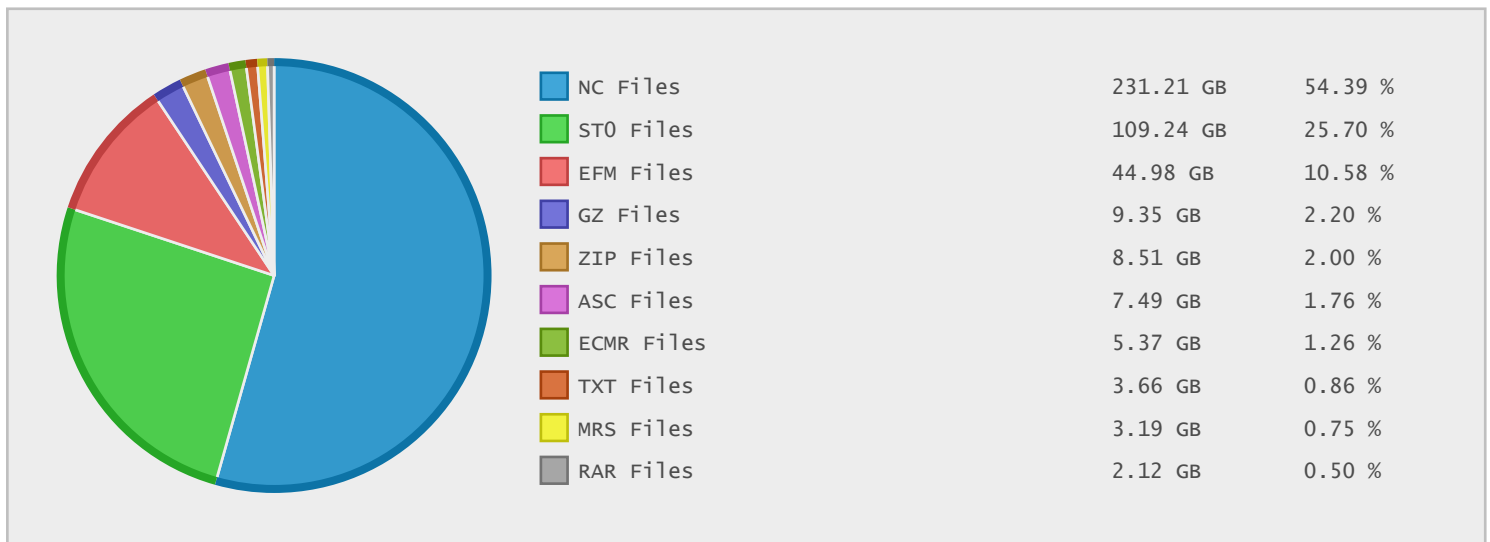 NC Files 231.21 GB 54.39 %
ST0 Files 109.24 GB 25.70 %
EFM Files 44.98 GB 10.58 %
GZ Files 9.35 GB 2.20 %
ZIP Files 8.51 GB 2.00 %
ASC Files 7.49 GB 1.76 %
ECMR Files 5.37 GB 1.26 %
TXT Files 3.66 GB 0.86 %
MRS Files 3.19 GB 0.75 %
RAR Files 2.12 GB 0.50 %